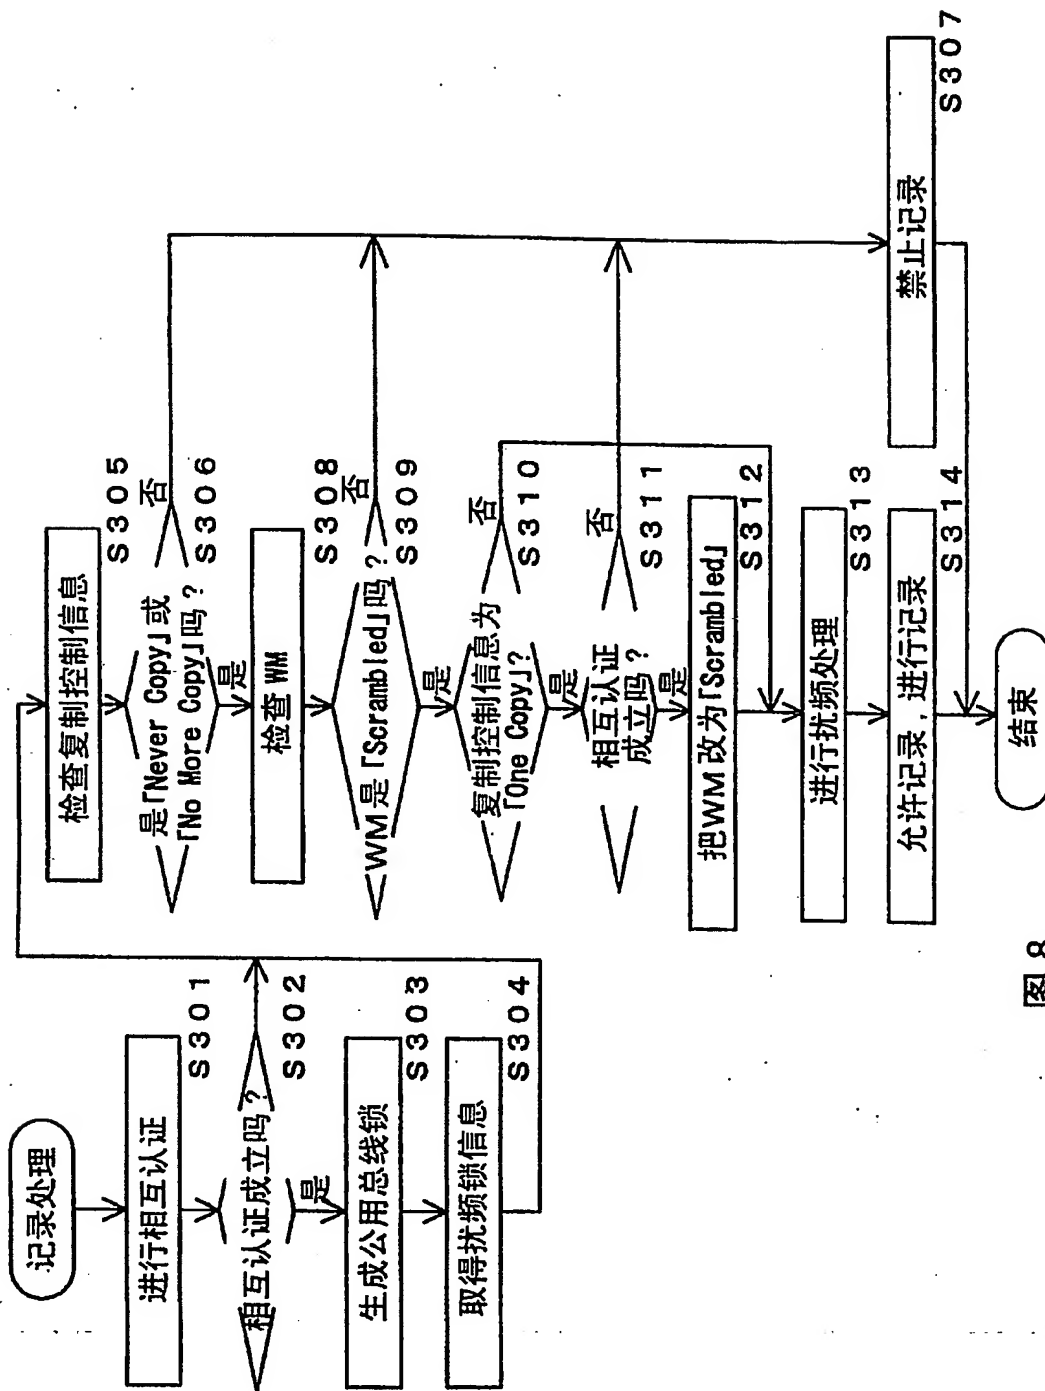 记录处理
进行相互认证
S301
相互认证成立吗?
S302
是
生成公用总线锁
S303
取得扰频锁信息
S304
检查复制控制信息
S305
是「Never Copy」或
「No More Copy」吗?
否
S306
是
检查WM
S308
WM是「Scrambled」吗?
否
S309
是
复制控制信息为
「One Copy」?
否
S310
是
相互认证
成立吗?
否
S311
是
把WM改为「Scrambled」
S312
进行扰频处理
S313
允许记录,进行记录
S314
禁止记录
S307
结束
图8